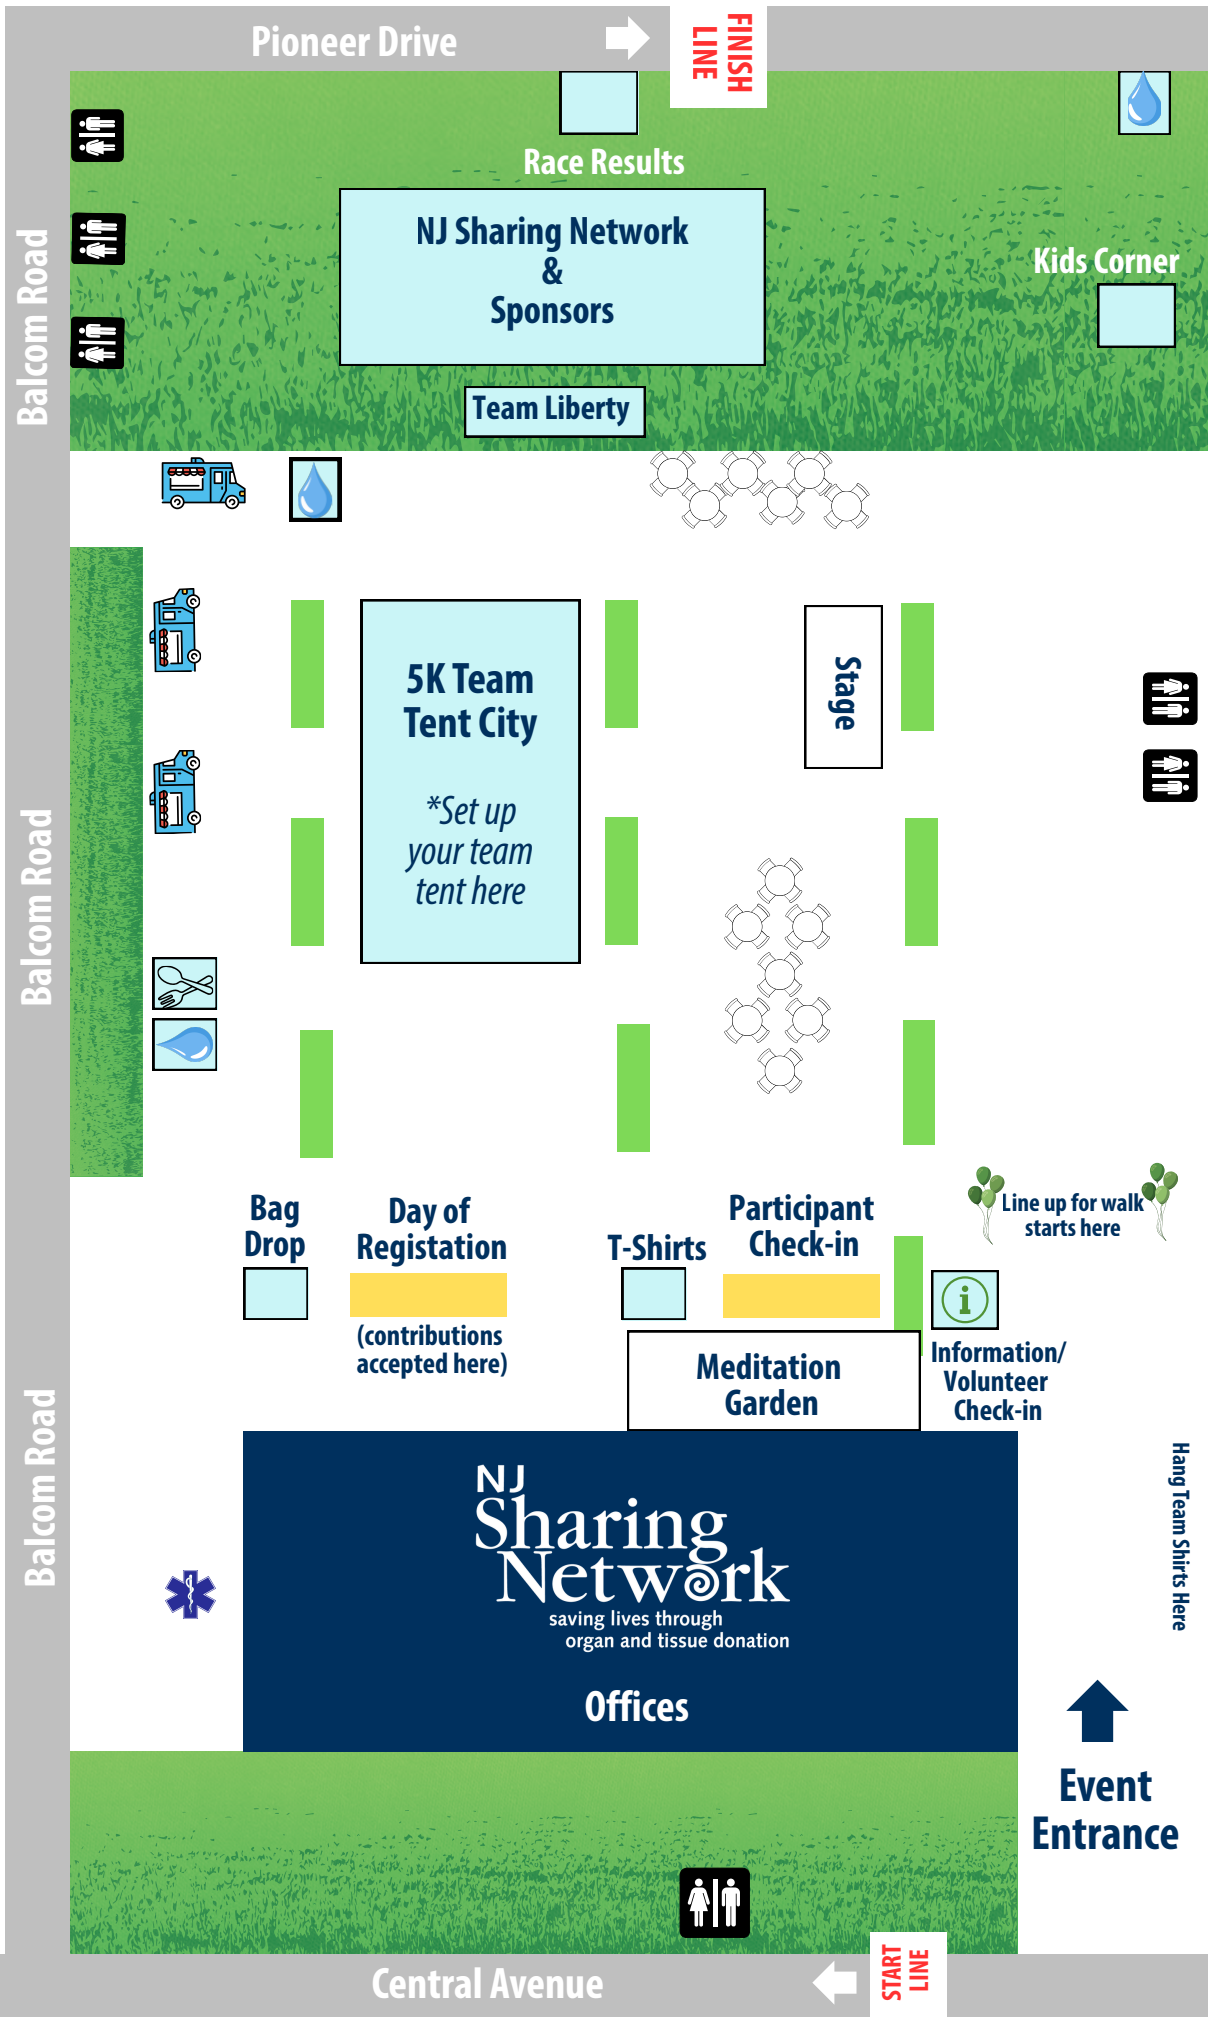 Pioneer Drive
FINISH
LINE
Race Results
NJ Sharing Network
&
Sponsors
Kids Corner
Team Liberty
Balcom Road
5K Team
Tent City
*Set up
your team
tent here
Stage
Balcom Road
Bag
Drop
Day of
Registation
(contributions
accepted here)
T-Shirts
Participant
Check-in
Line up for walk
starts here
i
Information/
Volunteer
Check-in
Meditation
Garden
Balcom Road
NJ
Sharing
Network
saving lives through
organ and tissue donation
Offices
Hang Team Shirts Here
Event
Entrance
Central Avenue
START
LINE